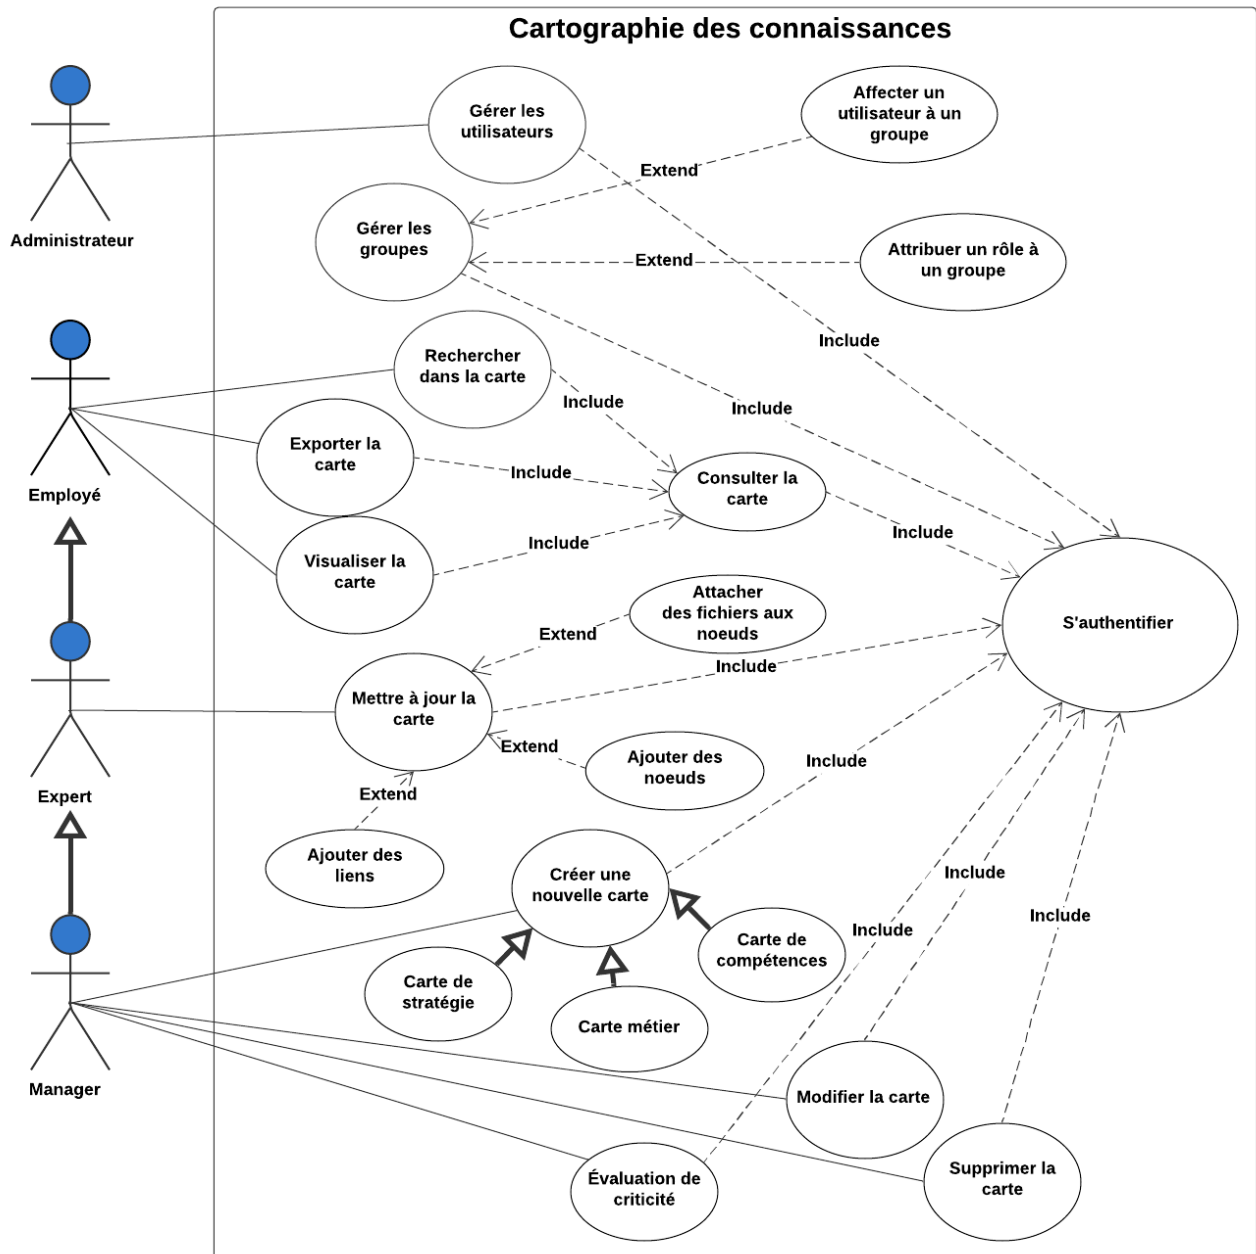 Cartographie des connaissances
Administrateur
Gérer les
utilisateurs
Affecter un
utilisateur à un
groupe
Extend
Gérer les
groupes
Extend
Attribuer un rôle à
un groupe
Include
Employé
Rechercher
dans la carte
Include
Include
Exporter la
carte
Include
Consulter la
carte
Include
Visualiser la
carte
Include
S'authentifier
Expert
Attacher
des fichiers aux
noeuds
Extend
Include
Mettre à jour la
carte
Extend
Ajouter des
noeuds
Include
Extend
Ajouter des
liens
Créer une
nouvelle carte
Include
Include
Include
Manager
Carte de
stratégie
Carte métier
Carte de
compétences
Modifier la carte
Évaluation de
criticité
Supprimer la
carte